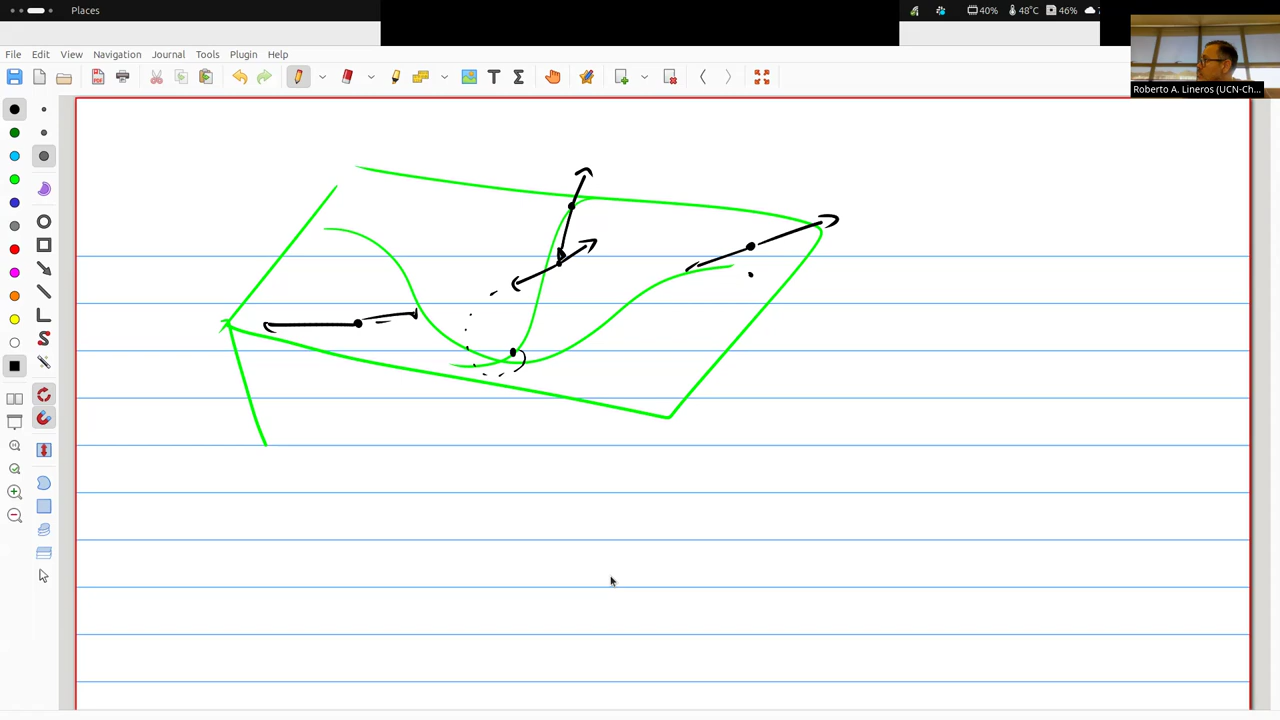 Places
40% 48°C 46%
File Edit View Navigation Journal Tools Plugin Help
Roberto A. Lineros (UCN-Ch...